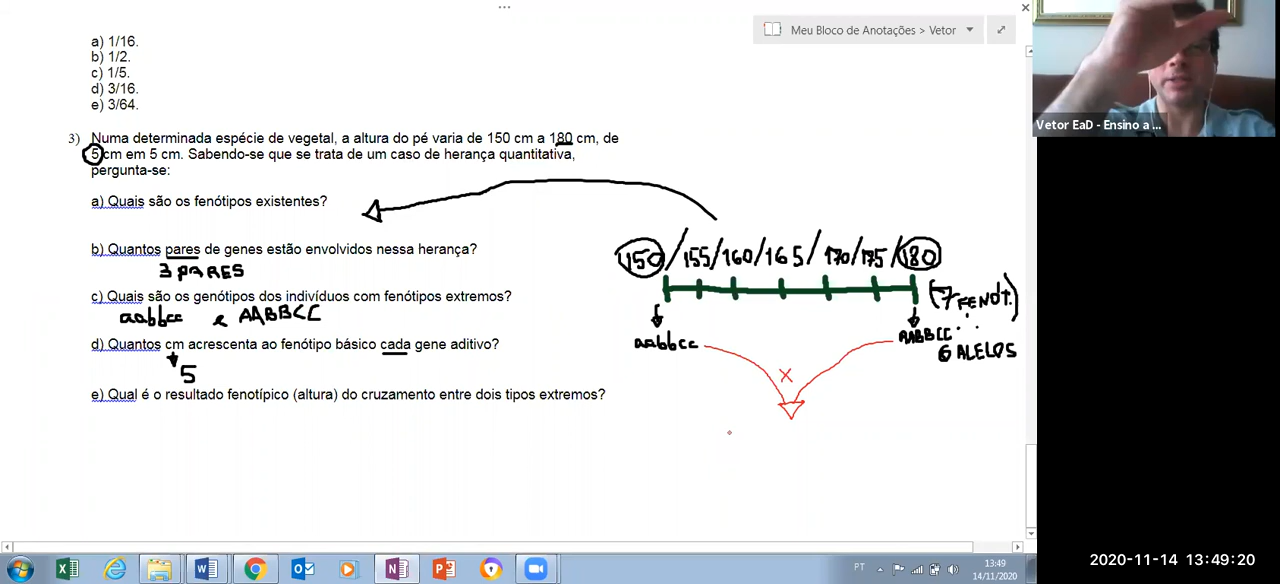 Meu Bloco de Anotações > Vetor
Vetor EaD - Ensino a ...
a) 1/16.
b) 1/2.
c) 1/5.
d) 3/16.
e) 3/64.
3) Numa determinada espécie de vegetal, a altura do pé varia de 150 cm a 180 cm, de
5 cm em 5 cm. Sabendo-se que se trata de um caso de herança quantitativa,
pergunta-se:
a) Quais são os fenótipos existentes?
b) Quantos pares de genes estão envolvidos nessa herança?
3 PARES
c) Quais são os genótipos dos indivíduos com fenótipos extremos?
aabbcc e AABBCC
d) Quantos cm acrescenta ao fenótipo básico cada gene aditivo?
5
e) Qual é o resultado fenotípico (altura) do cruzamento entre dois tipos extremos?
150/155/160/165/170/175/180
(7 FENÓT.)
aabbcc
AABBCC
6 ALELOS
X
PT
13:49
14/11/2020
2020-11-14 13:49:20